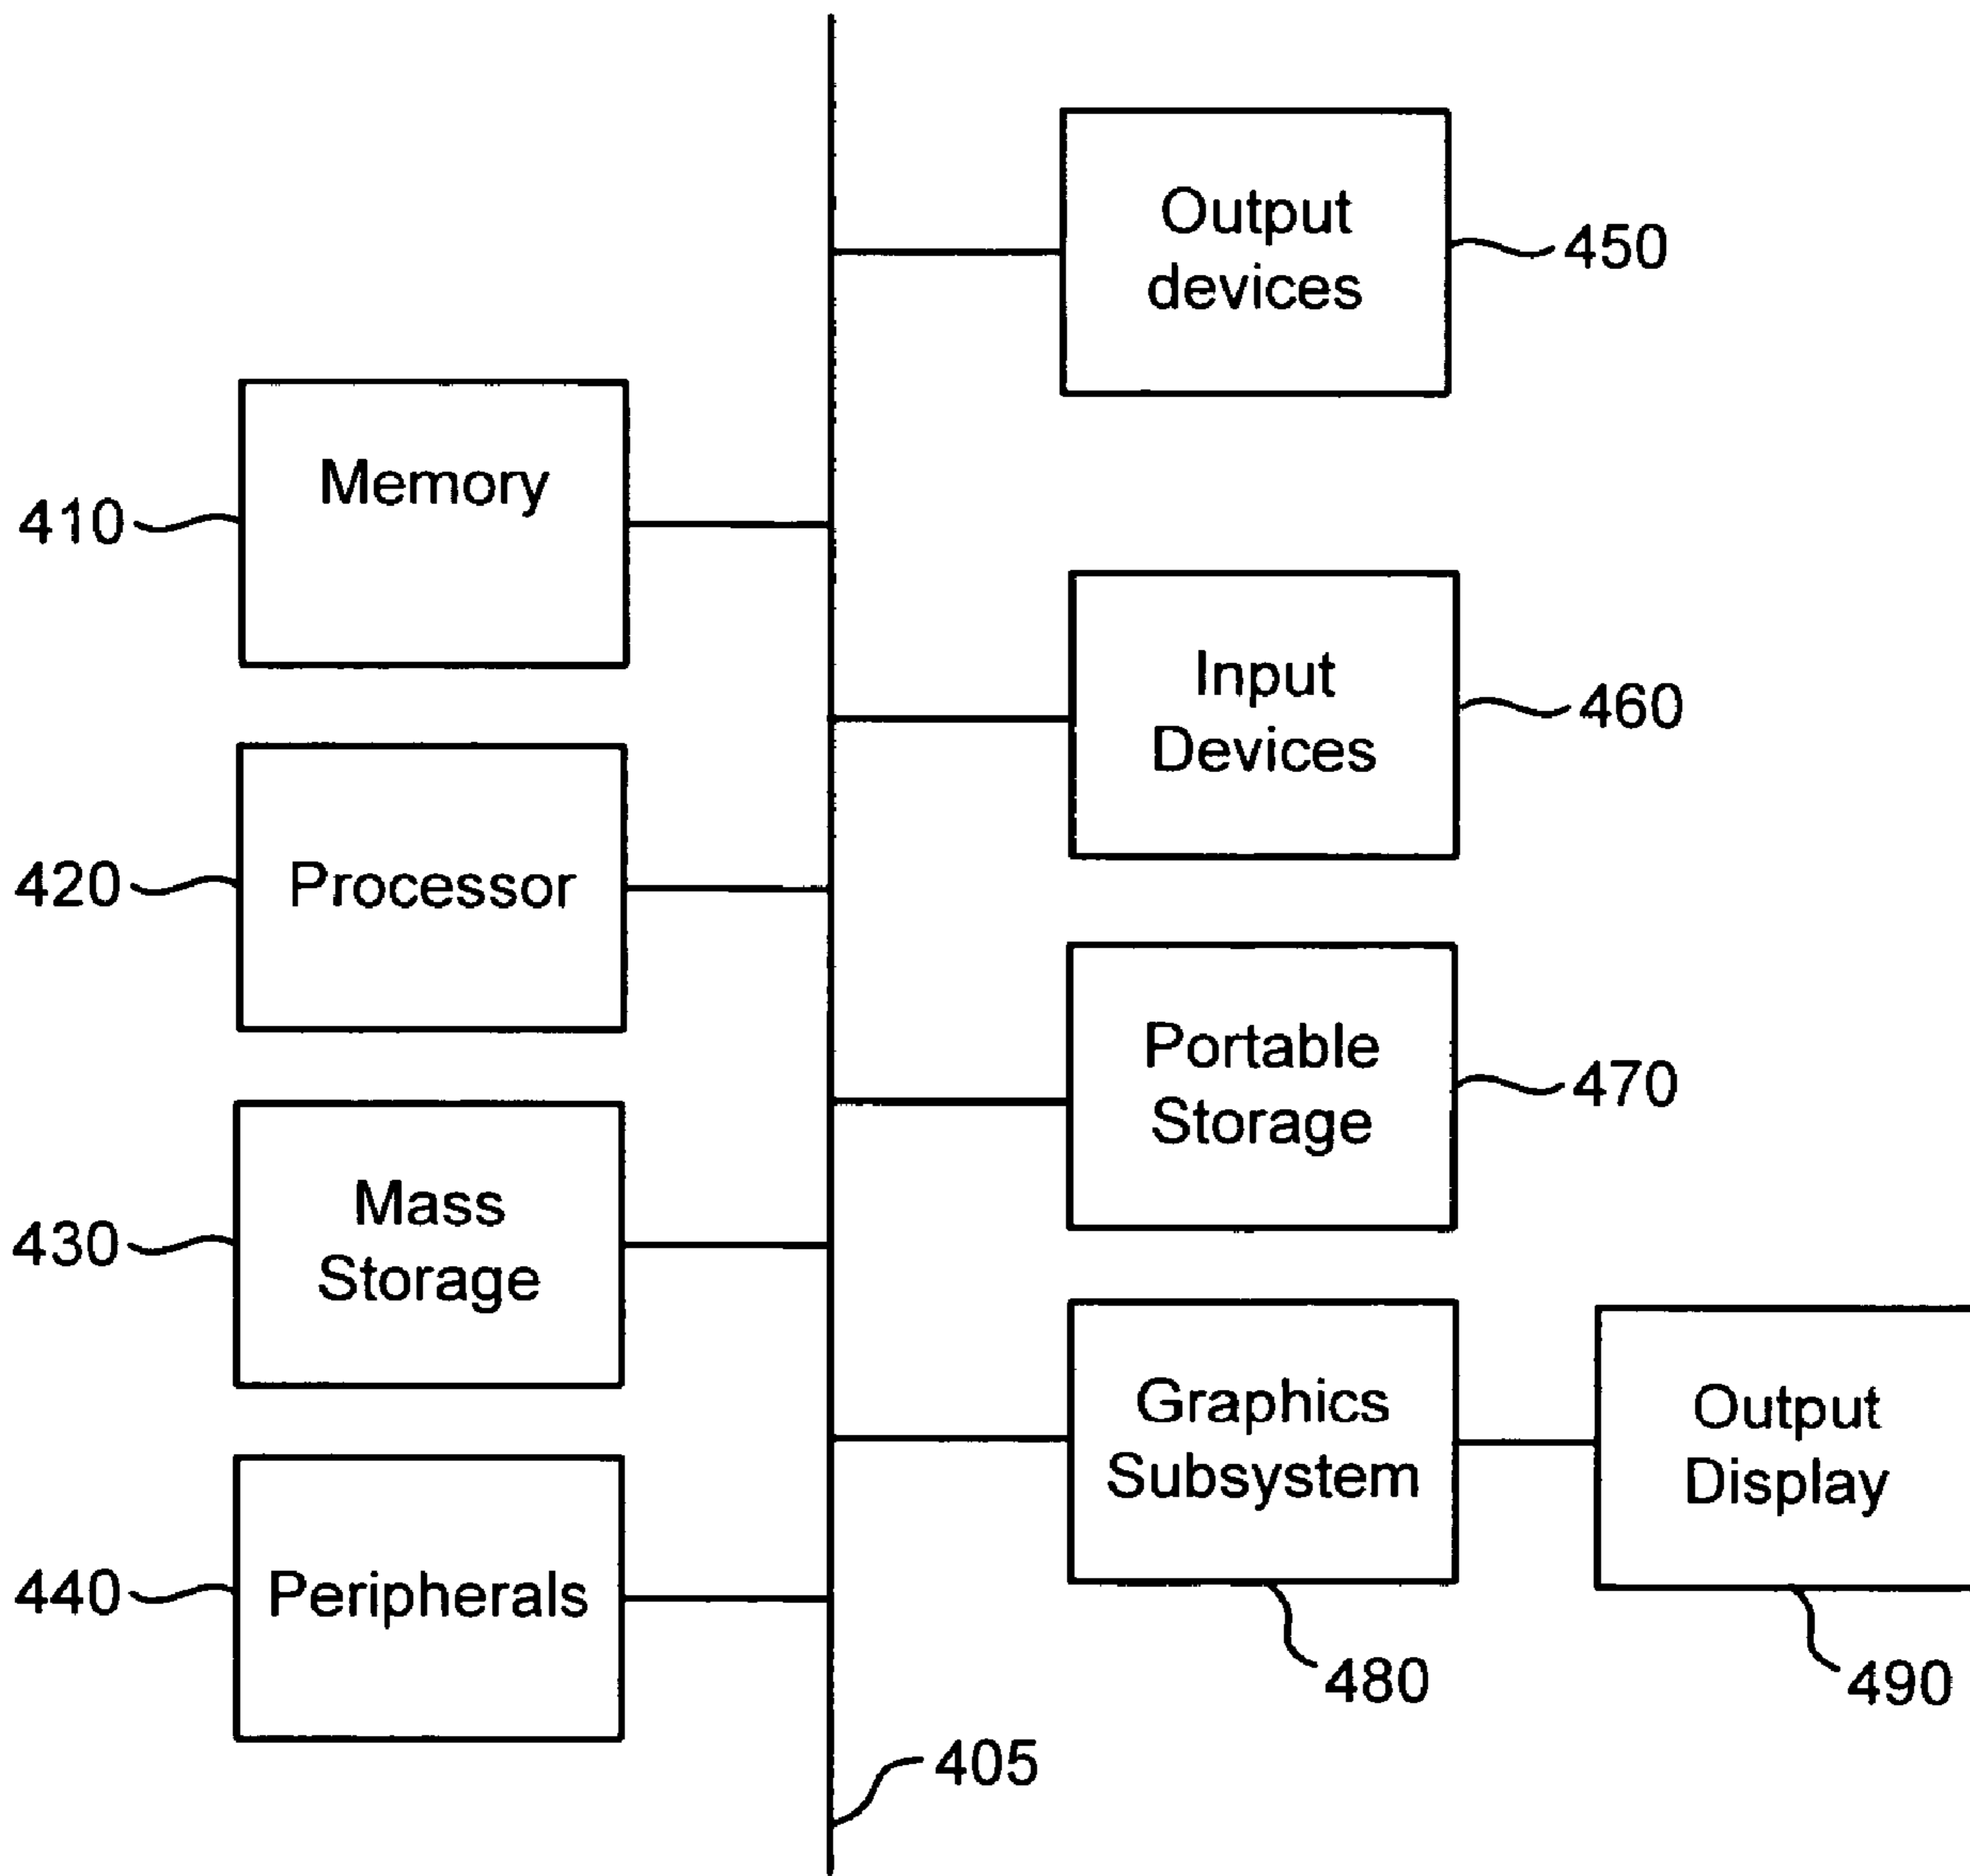 Output
devices
450
Memory
410
Input
Devices
460
Processor
420
Portable
Storage
470
Mass
Storage
430
Graphics
Subsystem
480
Output
Display
490
Peripherals
440
405